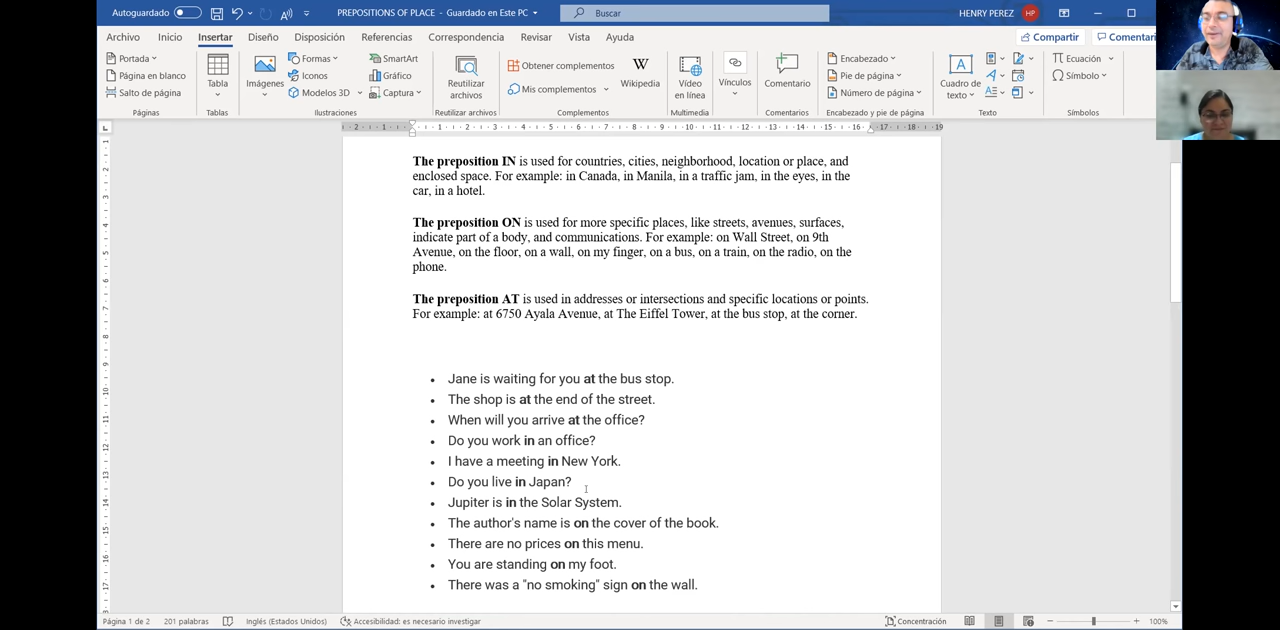 Autoguardado PREPOSITIONS OF PLACE - Guardado en Este PC Buscar HENRY PEREZ HP
Archivo Inicio Insertar Diseño Disposición Referencias Correspondencia Revisar Vista Ayuda Compartir Comentari
Portada
Página en blanco
Salto de página
Páginas
Tabla
Tablas
Imágenes
Formas
Iconos
Modelos 3D
SmartArt
Gráfico
Captura
Ilustraciones
Reutilizar
archivos
Reutilizar archivos
Obtener complementos
Mis complementos
Wikipedia
Complementos
Vídeo
en línea
Multimedia
Vínculos
Comentario
Comentarios
Encabezado
Pie de página
Número de página
Encabezado y pie de página
Cuadro de
texto
Texto
Ecuación
Símbolo
Símbolos
The preposition IN is used for countries, cities, neighborhood, location or place, and
enclosed space. For example: in Canada, in Manila, in a traffic jam, in the eyes, in the
car, in a hotel.
The preposition ON is used for more specific places, like streets, avenues, surfaces,
indicate part of a body, and communications. For example: on Wall Street, on 9th
Avenue, on the floor, on a wall, on my finger, on a bus, on a train, on the radio, on the
phone.
The preposition AT is used in addresses or intersections and specific locations or points.
For example: at 6750 Ayala Avenue, at The Eiffel Tower, at the bus stop, at the corner.
• Jane is waiting for you at the bus stop.
• The shop is at the end of the street.
• When will you arrive at the office?
• Do you work in an office?
• I have a meeting in New York.
• Do you live in Japan?
• Jupiter is in the Solar System.
• The author's name is on the cover of the book.
• There are no prices on this menu.
• You are standing on my foot.
• There was a "no smoking" sign on the wall.
Página 1 de 2 201 palabras Inglés (Estados Unidos) Accesibilidad: es necesario investigar Concentración 100%